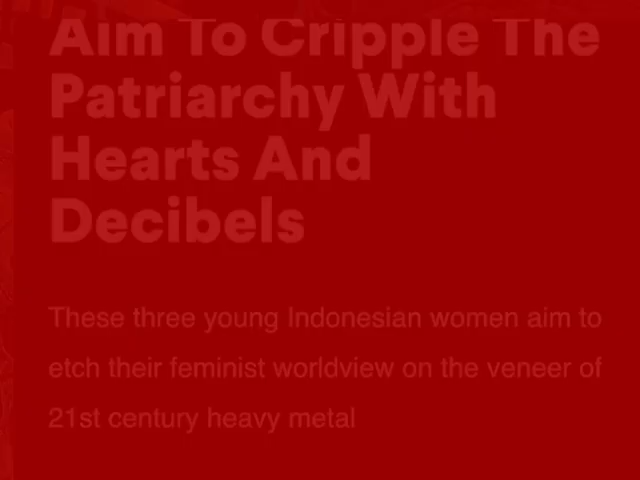 Aim To Cripple The
Patriarchy With
Hearts And
Decibels
These three young Indonesian women aim to
etch their feminist worldview on the veneer of
21st century heavy metal